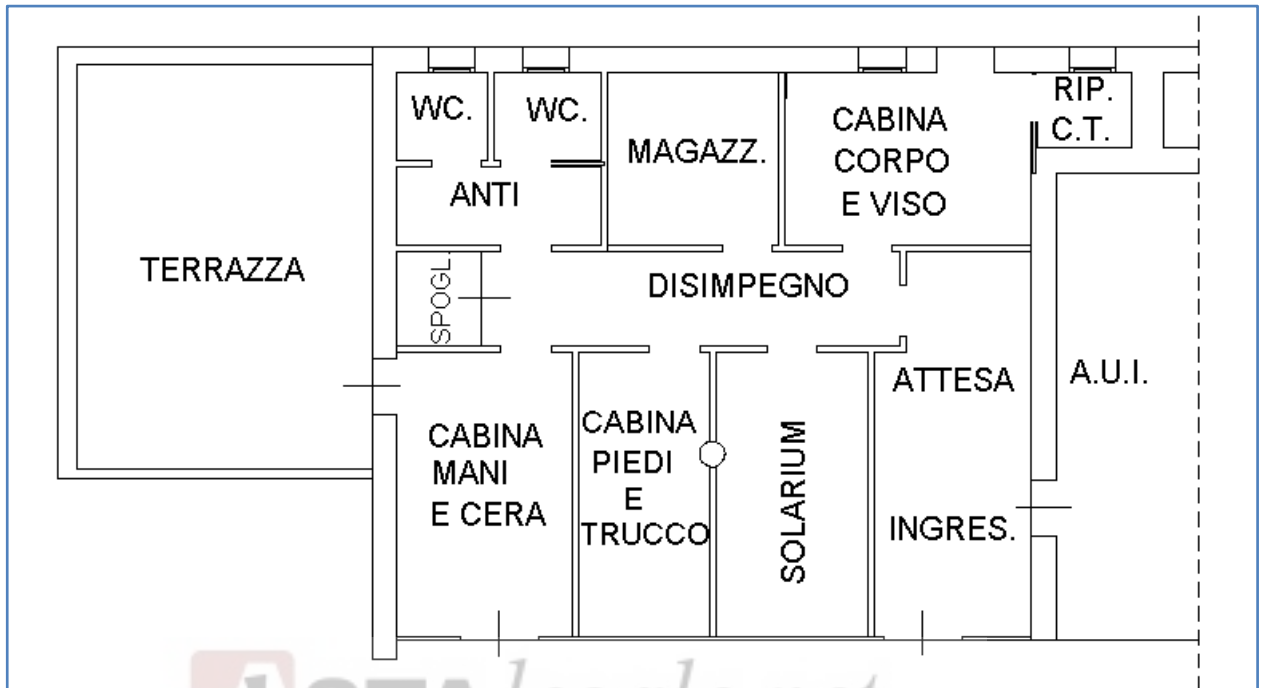 WC.
WC.
MAGAZZ.
CABINA
CORPO
E VISO
RIP.
C.T.
ANTI
TERRAZZA
SPOGL.
DISIMPEGNO
ATTESA
A.U.I.
CABINA
MANI
E CERA
CABINA
PIEDI
E
TRUCCO
SOLARIUM
INGRES.